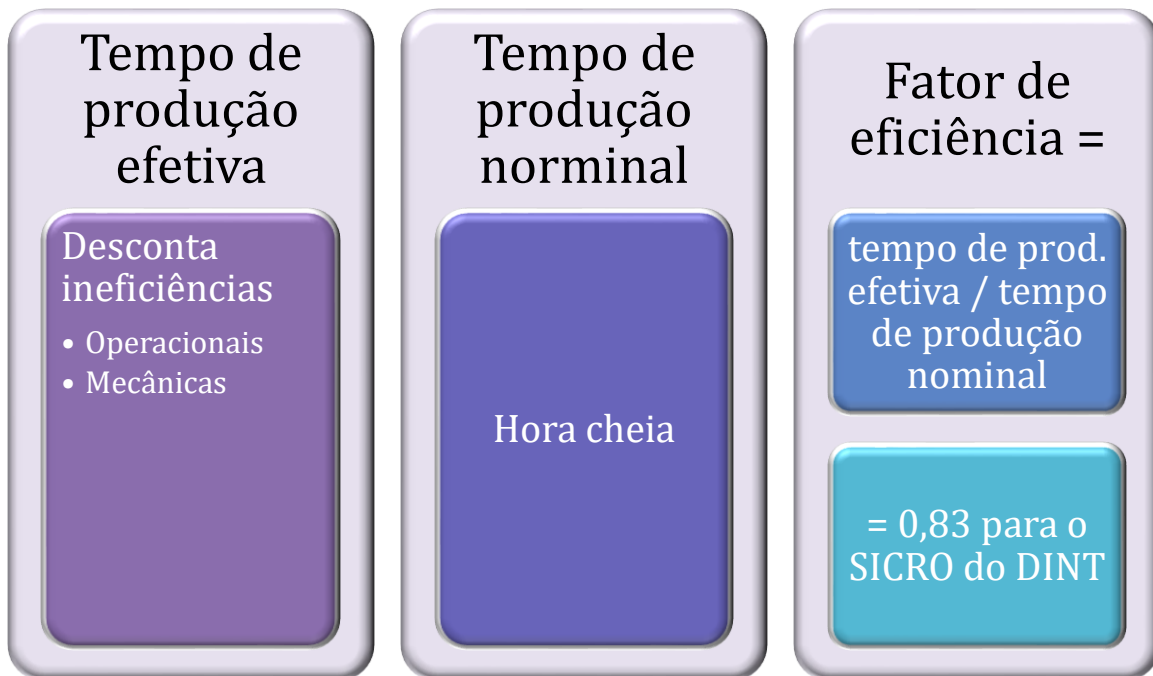 Tempo de
produção
efetiva
Desconta
ineficiências
• Operacionais
• Mecânicas
Tempo de
produção
norminal
Hora cheia
Fator de
eficiência =
tempo de prod.
efetiva / tempo
de produção
nominal
= 0,83 para o
SICRO do DINT